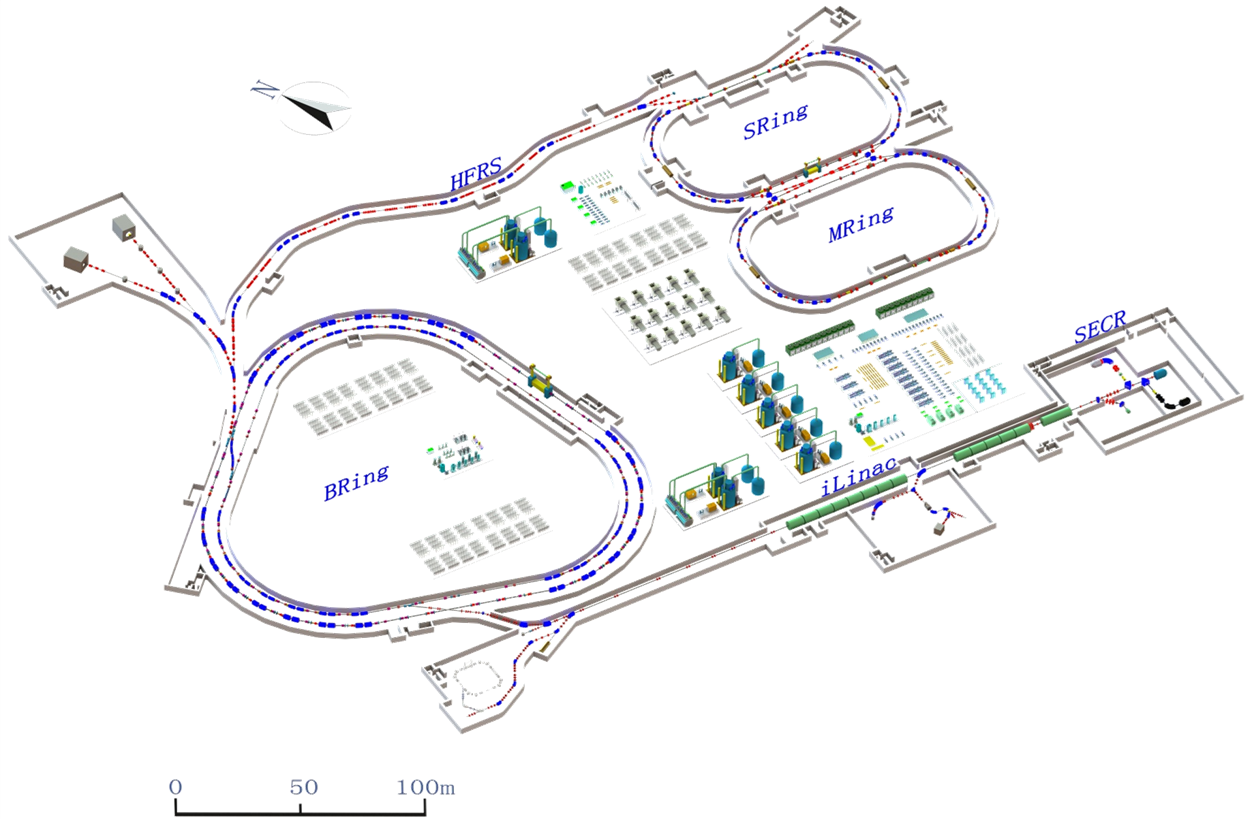 N
SRing
HFRS
MRing
SECR
iLinac
BRing
0 50 100m